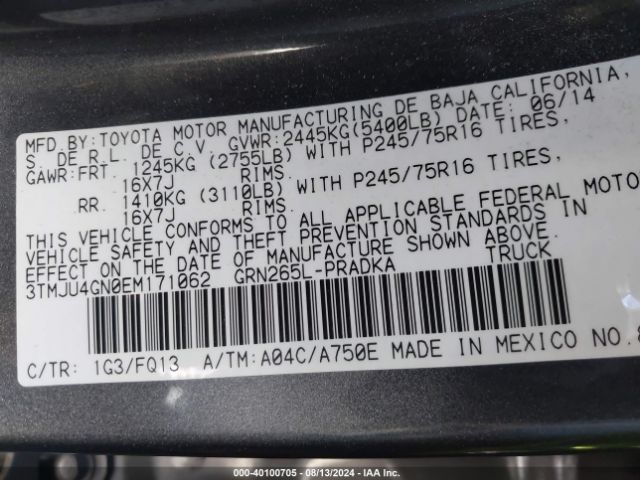 MFD.BY:TOYOTA MOTOR MANUFACTURING DE BAJA CALIFORNIA,
S. DE R.L. DE C.V. GVWR:2445KG(5400LB) DATE: 06/14
GAWR:FRT. 1245KG (2755LB) WITH P245/75R16 TIRES,
16X7J RIMS.
RR. 1410KG (3110LB) WITH P245/75R16 TIRES,
16X7J RIMS.
THIS VEHICLE CONFORMS TO ALL APPLICABLE FEDERAL MOTO
VEHICLE SAFETY AND THEFT PREVENTION STANDARDS IN
EFFECT ON THE DATE OF MANUFACTURE SHOWN ABOVE.
3TMJU4GN0EM171062 GRN265L-PRADKA TRUCK
C/TR: 1G3/FQ13 A/TM:A04C/A750E MADE IN MEXICO NO.
000-40100705 - 08/13/2024 - IAA Inc.